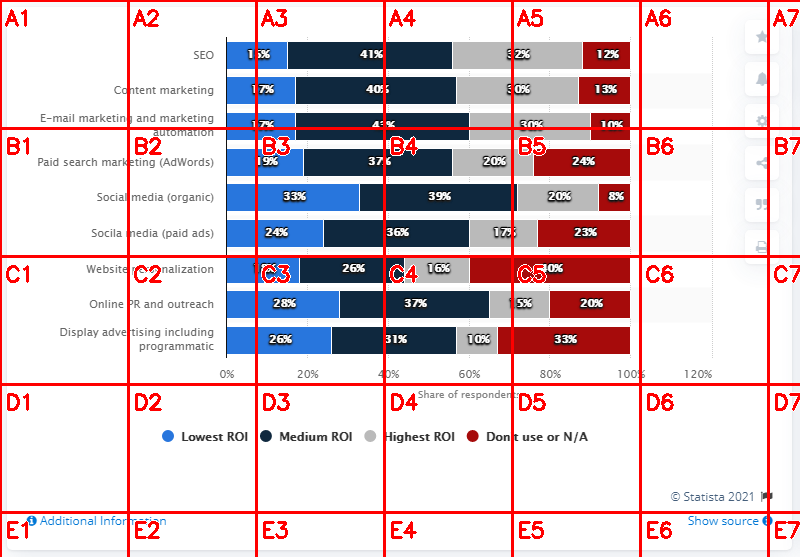 A1 A2 A3 A4 A5 A6 A7
SEO 15% 41% 32% 12%
Content marketing 17% 40% 30% 13%
E-mail marketing and marketing
automation 17% 43% 30% 10%
B1 B2 B3 B4 B5 B6 B7
Paid search marketing (AdWords) 19% 37% 20% 24%
Social media (organic) 33% 39% 20% 8%
Socila media (paid ads) 24% 36% 17% 23%
C1 C2 C3 C4 C5 C6 C7
Website personalization 26% 16% 40%
Online PR and outreach 28% 37% 15% 20%
Display advertising including
programmatic 26% 31% 10% 33%
0% 20% 40% 60% 80% 100% 120%
Share of respondents
D1 D2 D3 D4 D5 D6 D7
Lowest ROI Medium ROI Highest ROI Don't use or N/A
© Statista 2021
Additional Information Show source
E1 E2 E3 E4 E5 E6 E7